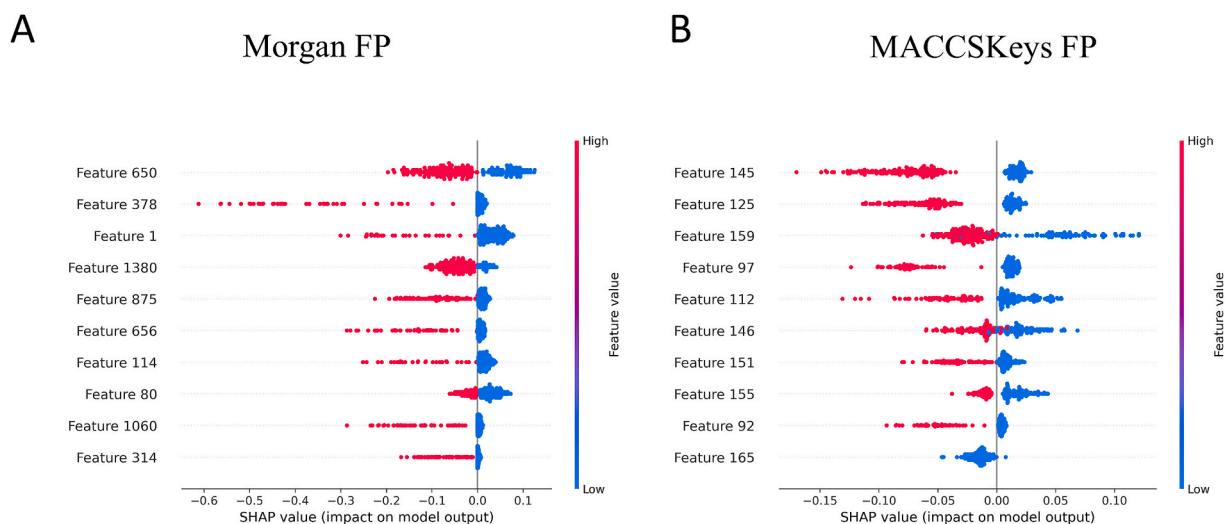 A
Morgan FP
High
Feature 650
Feature 378
Feature 1
Feature 1380
Feature 875
Feature 656
Feature 114
Feature 80
Feature 1060
Feature 314
Feature value
Low
−0.6 −0.5 −0.4 −0.3 −0.2 −0.1 0.0 0.1
SHAP value (impact on model output)
B
MACCSKeys FP
High
Feature 145
Feature 125
Feature 159
Feature 97
Feature 112
Feature 146
Feature 151
Feature 155
Feature 92
Feature 165
Feature value
Low
−0.15 −0.10 −0.05 0.00 0.05 0.10
SHAP value (impact on model output)